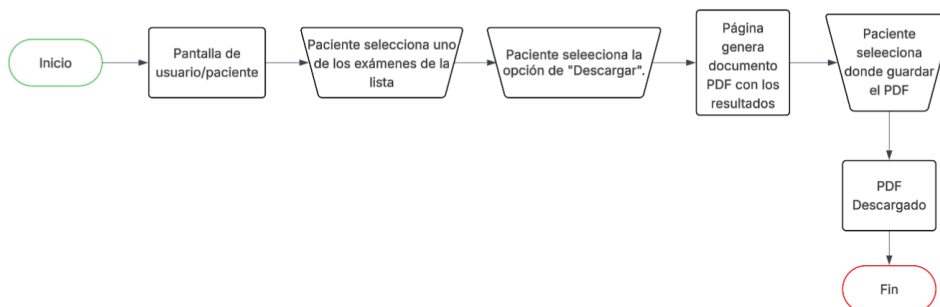 Inicio
Pantalla de
usuario/paciente
Paciente selecciona uno
de los exámenes de la
lista
Paciente seleeciona la
opción de "Descargar".
Página
genera
documento
PDF con los
resultados
Paciente
seleeciona
donde guardar
el PDF
PDF
Descargado
Fin